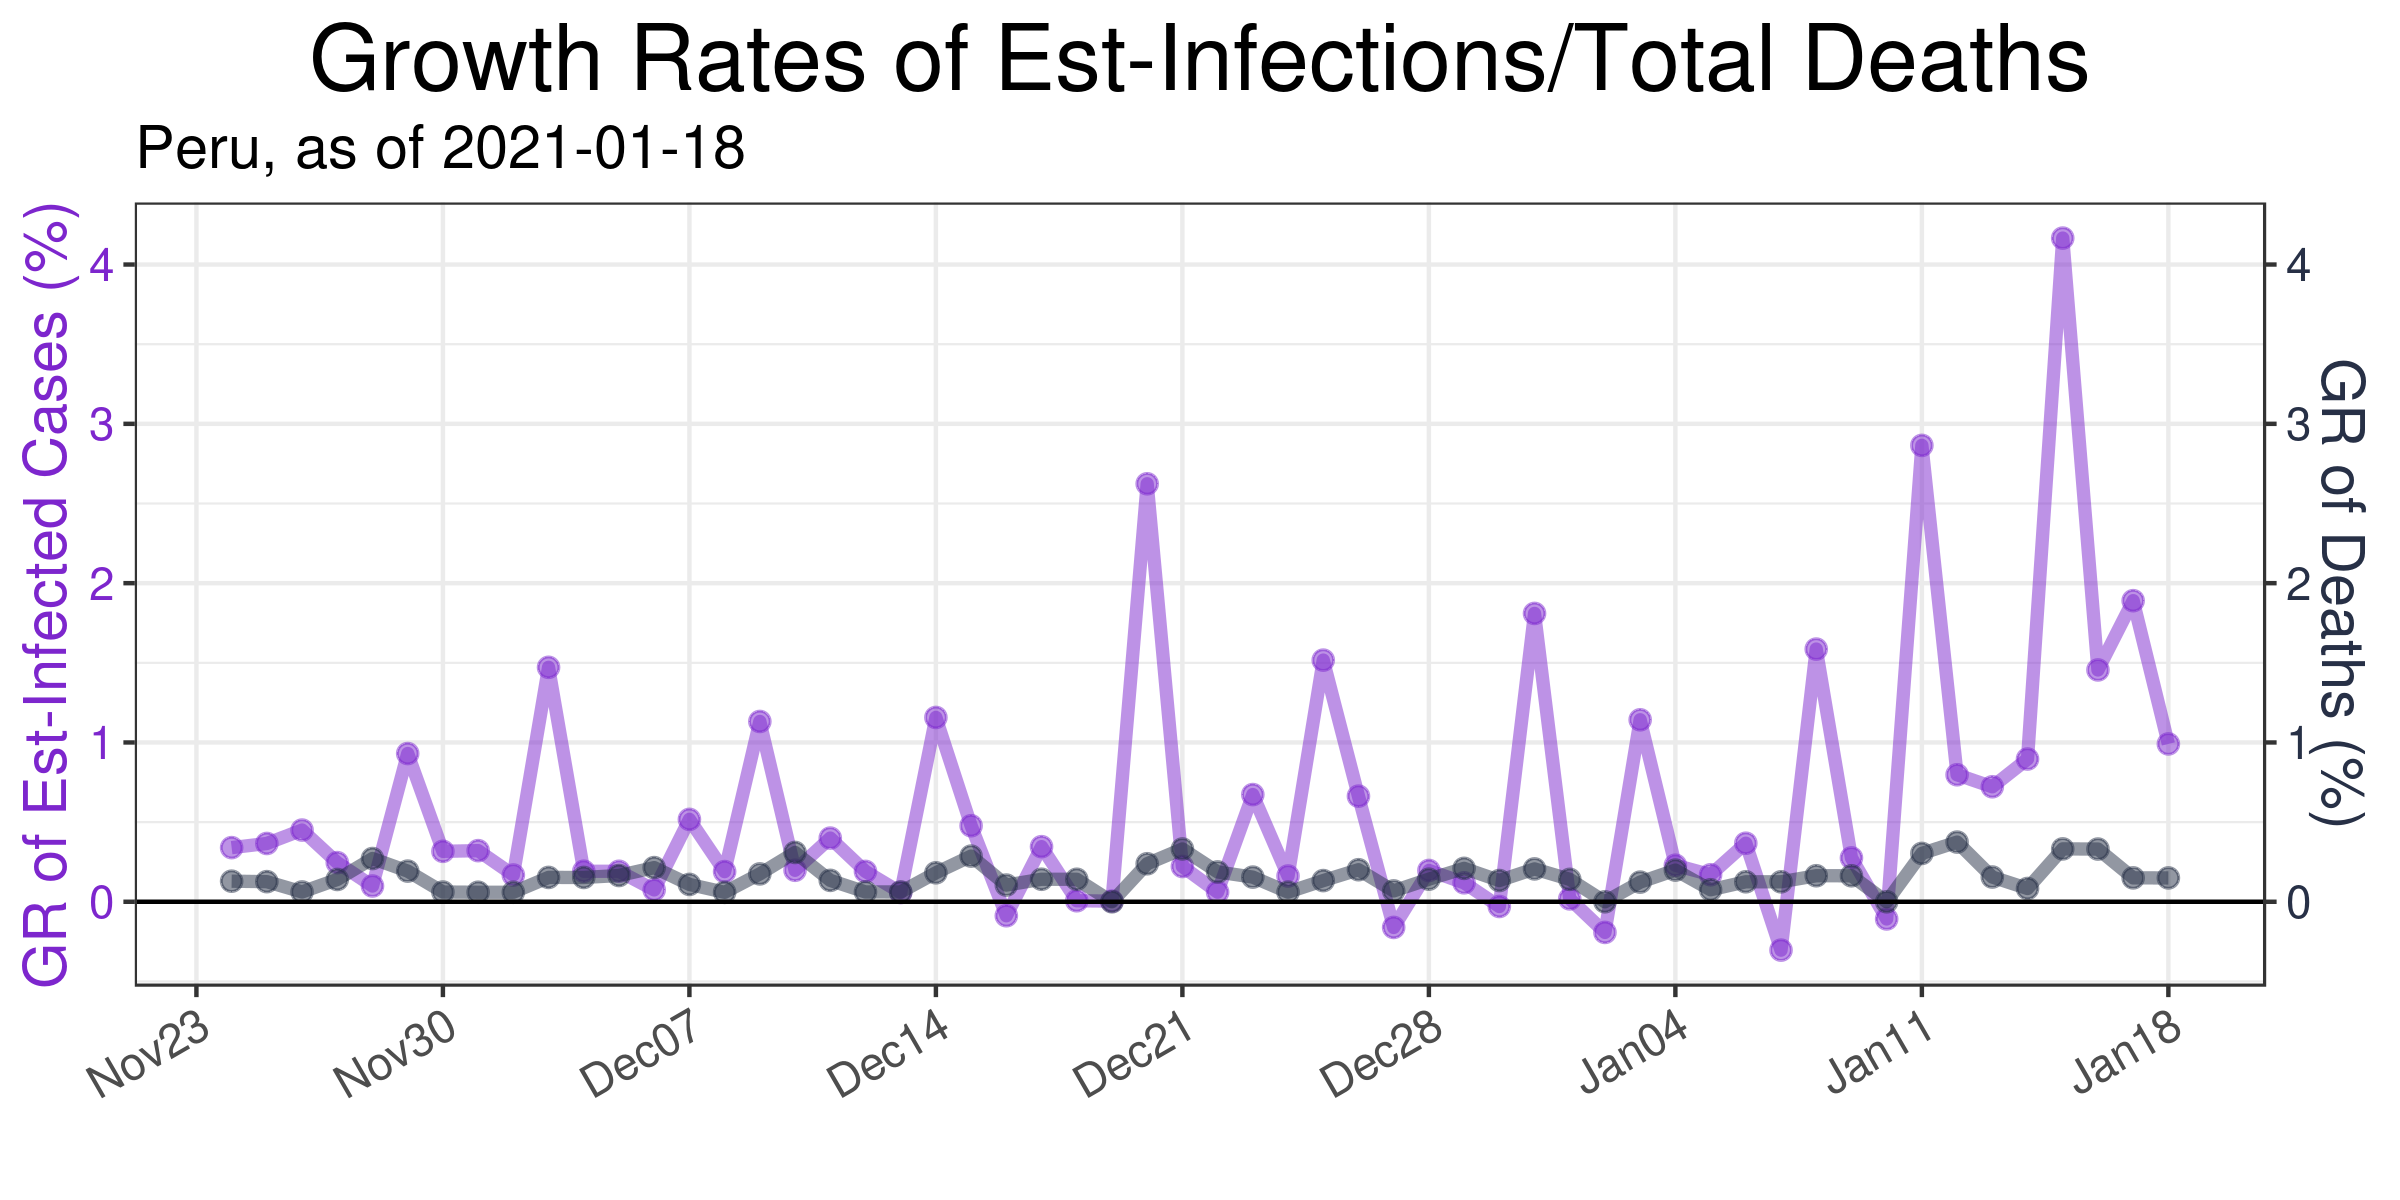 Growth Rates of Est-Infections/Total Deaths
Peru, as of 2021-01-18
GR of Est-Infected Cases (%)
4
3
2
1
0
4
3
2
1
0
GR of Deaths (%)
Nov23
Nov30
Dec07
Dec14
Dec21
Dec28
Jan04
Jan11
Jan18